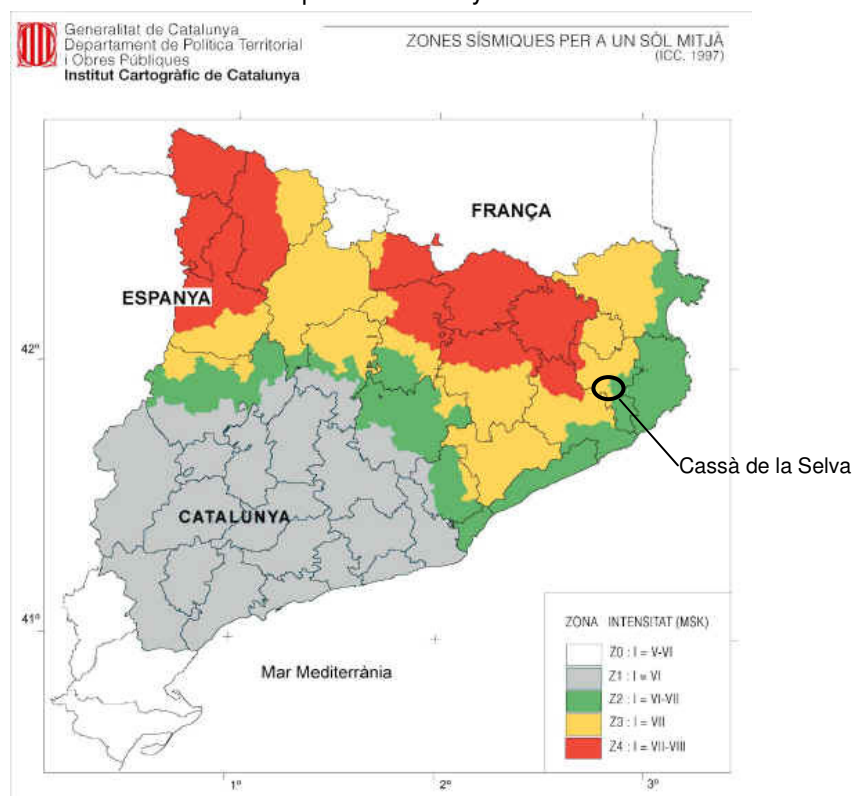 Generalitat de Catalunya
Departament de Política Territorial
i Obres Públiques
Institut Cartogràfic de Catalunya
ZONES SÍSMIQUES PER A UN SÒL MITJÀ
(ICC, 1997)
FRANÇA
ESPANYA
42º
Cassà de la Selva
CATALUNYA
41º
Mar Mediterrània
ZONA INTENSITAT (MSK)
Z0 : I = V-VI
Z1 : I = VI
Z2 : I = VI-VII
Z3 : I = VII
Z4 : I = VII-VIII
1º 2º 3º